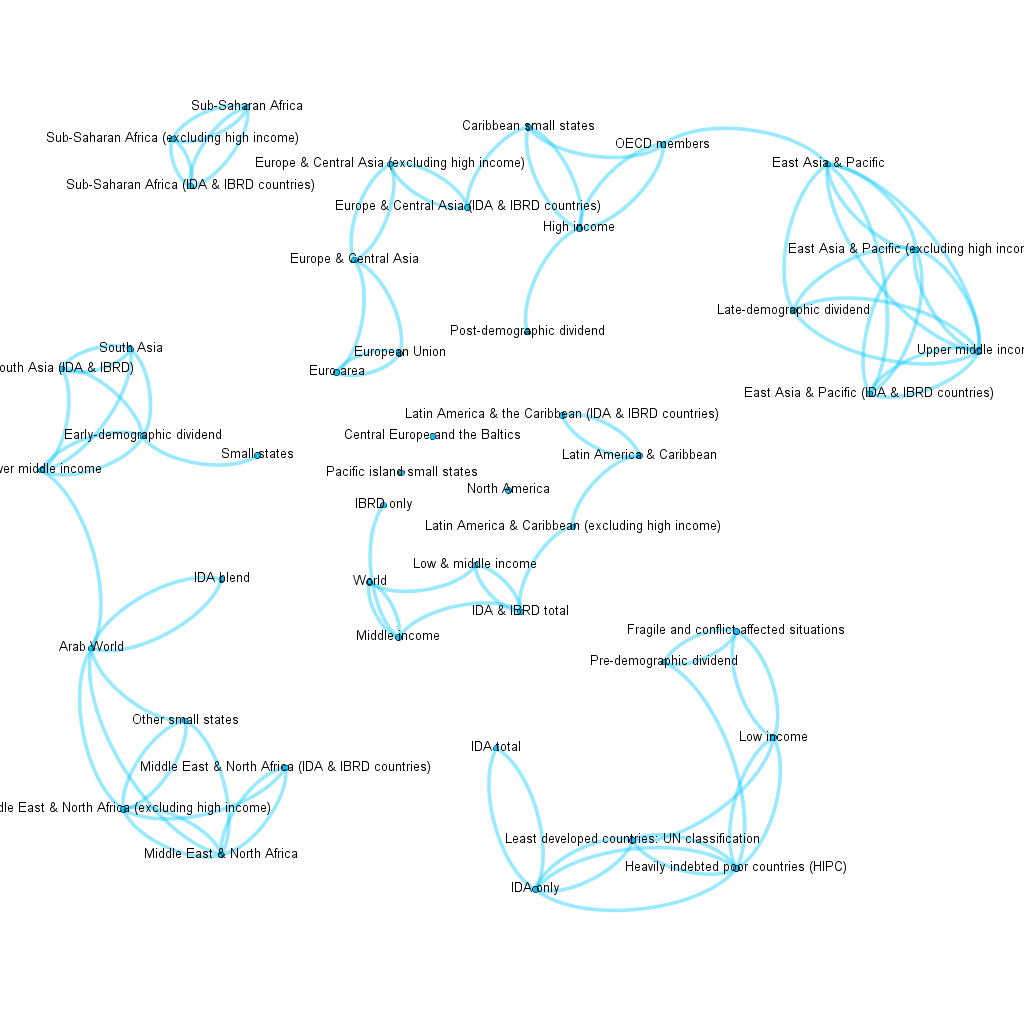 Sub-Saharan Africa
Caribbean small states
Sub-Saharan Africa (excluding high income)
OECD members
Europe & Central Asia (excluding high income)
East Asia & Pacific
Sub-Saharan Africa (IDA & IBRD countries)
Europe & Central Asia (IDA & IBRD countries)
High income
East Asia & Pacific (excluding high incor
Europe & Central Asia
Late-demographic dividend
Post-demographic dividend
South Asia
European Union
Upper middle incor
outh Asia (IDA & IBRD)
Euro area
East Asia & Pacific (IDA & IBRD countries)
Latin America & the Caribbean (IDA & IBRD countries)
Early-demographic dividend
Central Europe and the Baltics
Small states
Latin America & Caribbean
ver middle income
Pacific island small states
North America
IBRD only
Latin America & Caribbean (excluding high income)
Low & middle income
IDA blend
World
IDA & IBRD total
Fragile and conflict affected situations
Middle income
Arab World
Pre-demographic dividend
Other small states
Low income
IDA total
Middle East & North Africa (IDA & IBRD countries)
dle East & North Africa (excluding high income)
Least developed countries: UN classification
Middle East & North Africa
Heavily indebted poor countries (HIPC)
IDA only